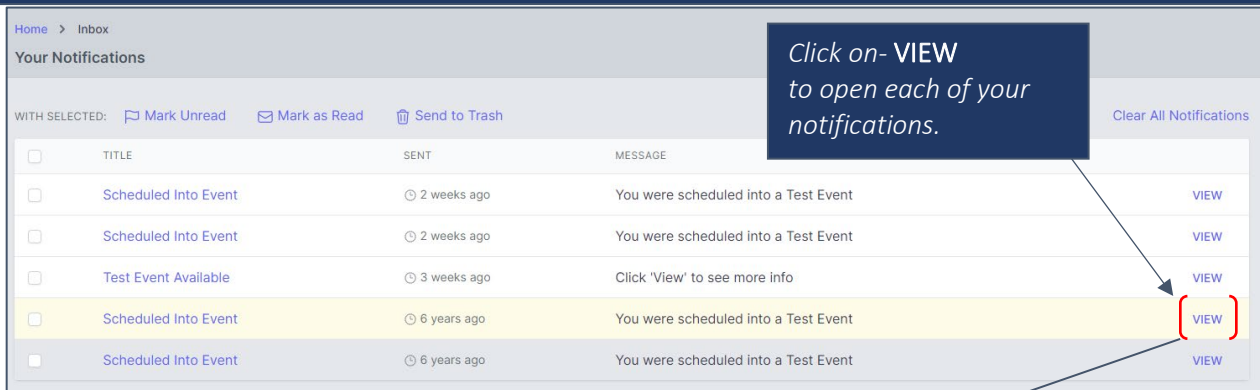 Home > Inbox
Your Notifications
Click on- VIEW
to open each of your
notifications.
WITH SELECTED: Mark Unread Mark as Read Send to Trash Clear All Notifications
TITLE SENT MESSAGE
Scheduled Into Event 2 weeks ago You were scheduled into a Test Event VIEW
Scheduled Into Event 2 weeks ago You were scheduled into a Test Event VIEW
Test Event Available 3 weeks ago Click 'View' to see more info VIEW
Scheduled Into Event 6 years ago You were scheduled into a Test Event VIEW
Scheduled Into Event 6 years ago You were scheduled into a Test Event VIEW